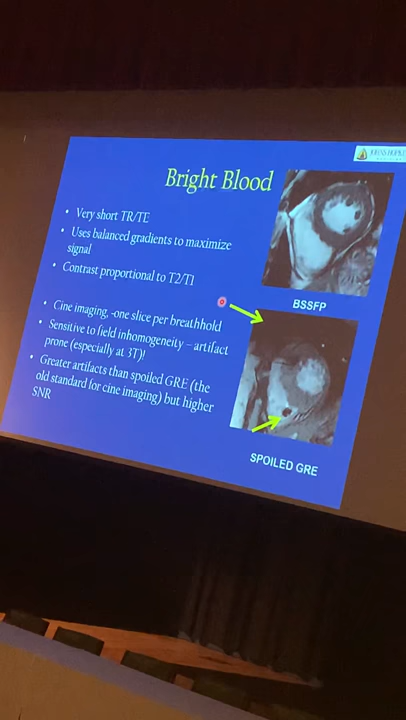 JOHNS HOPKINS
Bright Blood
• Very short TR/TE
• Uses balanced gradients to maximize
signal
• Contrast proportional to T2/T1
• Cine imaging, -one slice per breathhold
• Sensitive to field inhomogeneity – artifact
prone (especially at 3T)!
• Greater artifacts than spoiled GRE (the
old standard for cine imaging) but higher
SNR
BSSFP
SPOILED GRE